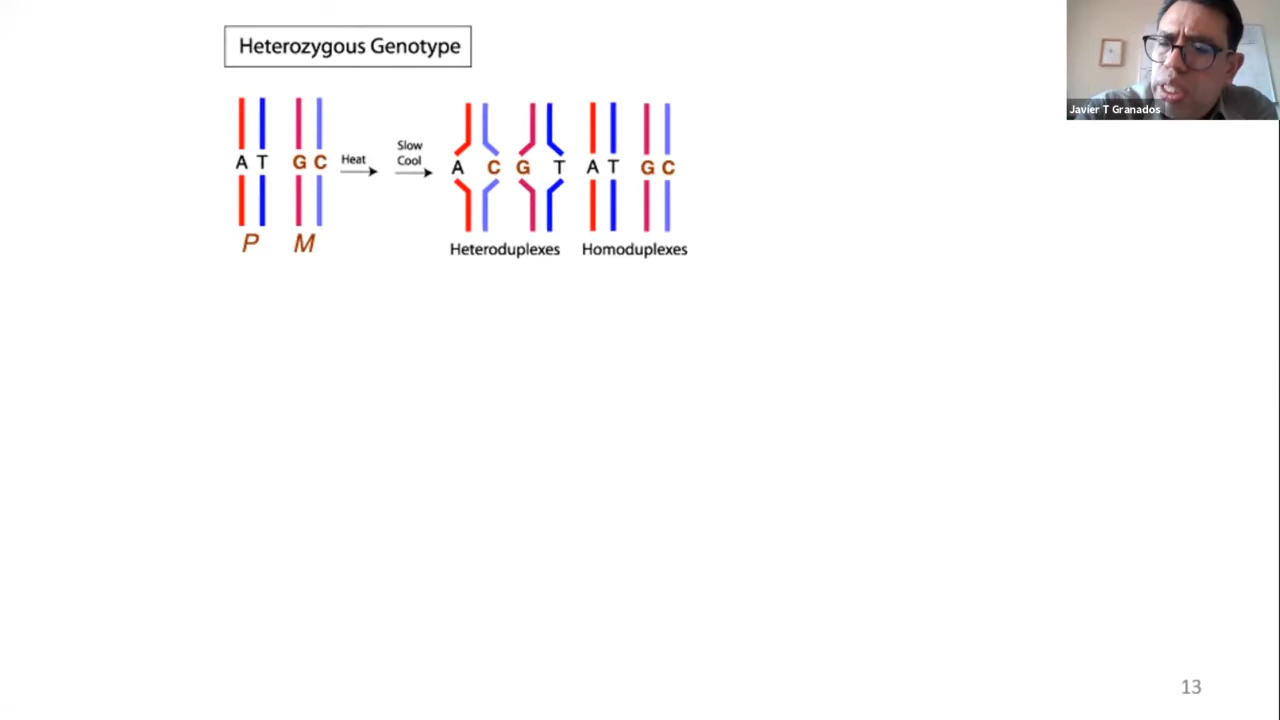 Heterozygous Genotype
Javier T Granados
A T G C
Heat
Slow
Cool
A C G T A T G C
P M
Heteroduplexes Homoduplexes
13